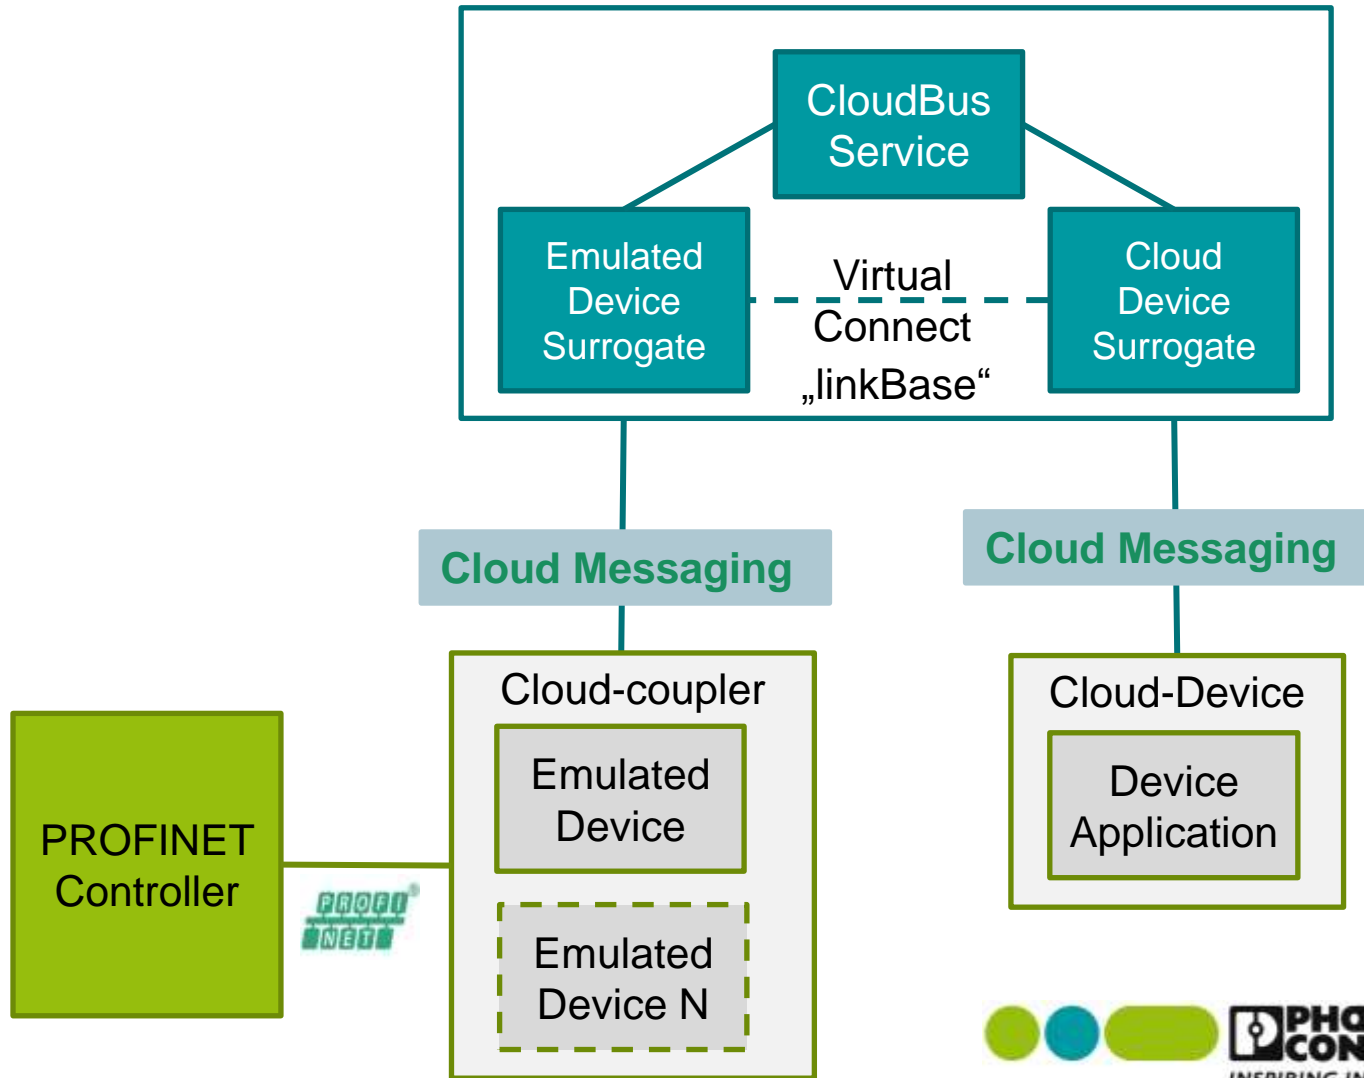 CloudBus
Service
Emulated
Device
Surrogate
Virtual
Connect
„linkBase“
Cloud
Device
Surrogate
Cloud Messaging
Cloud Messaging
Cloud-coupler
Emulated
Device
Emulated
Device N
Cloud-Device
Device
Application
PROFINET
Controller
PROFI®
NET